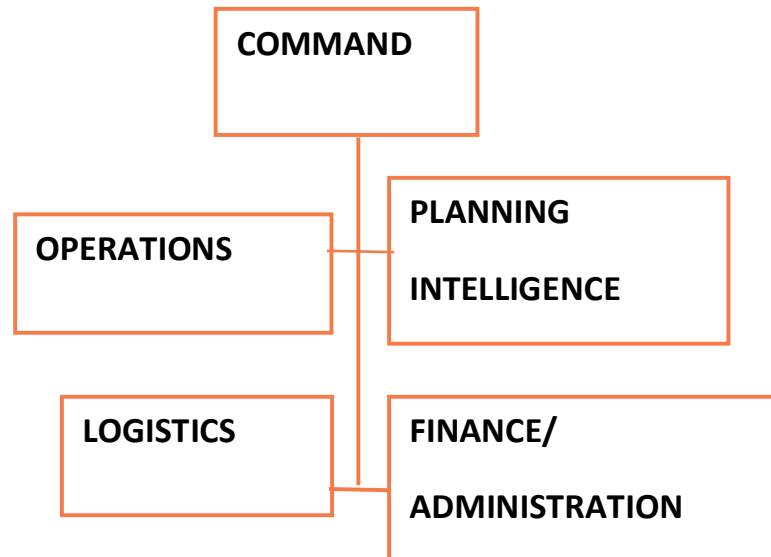 COMMAND
OPERATIONS
PLANNING
INTELLIGENCE
LOGISTICS
FINANCE/
ADMINISTRATION